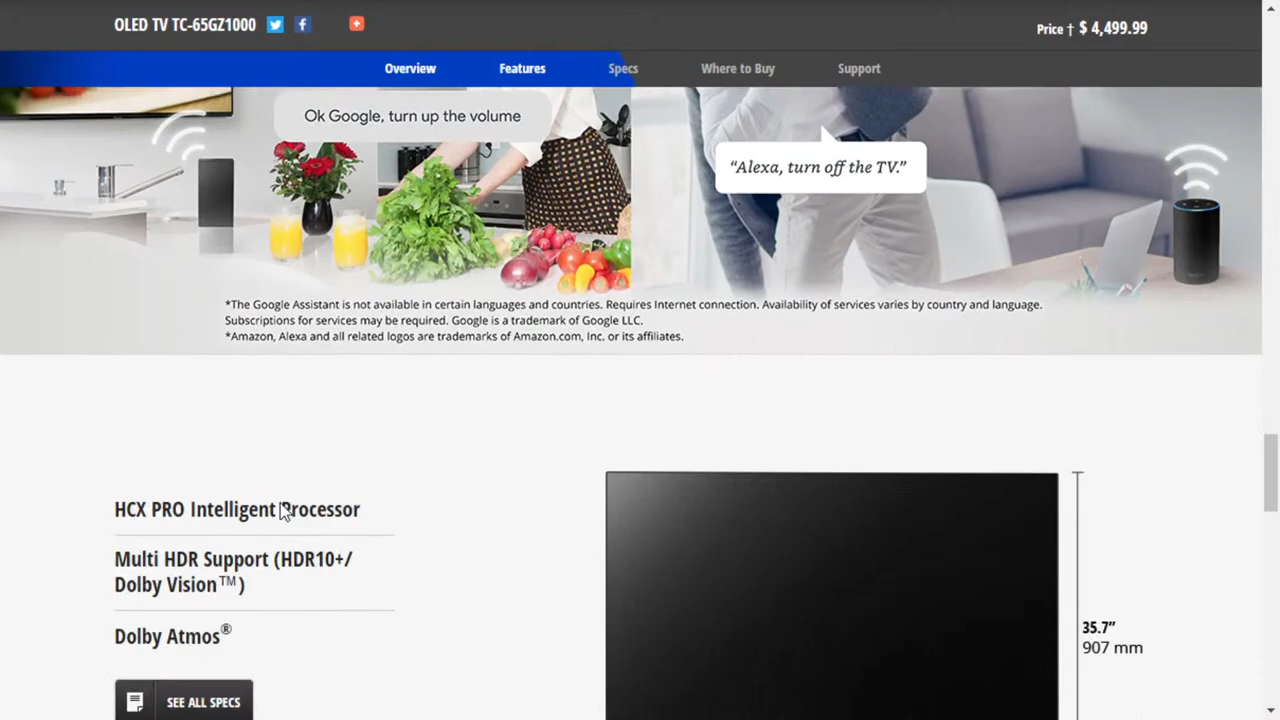 OLED TV TC-65GZ1000
Price † $ 4,499.99
Overview
Features
Specs
Where to Buy
Support
Ok Google, turn up the volume
“Alexa, turn off the TV.”
*The Google Assistant is not available in certain languages and countries. Requires Internet connection. Availability of services varies by country and language.
Subscriptions for services may be required. Google is a trademark of Google LLC.
*Amazon, Alexa and all related logos are trademarks of Amazon.com, Inc. or its affiliates.
HCX PRO Intelligent Processor
Multi HDR Support (HDR10+/
Dolby Vision™)
Dolby Atmos®
SEE ALL SPECS
35.7”
907 mm